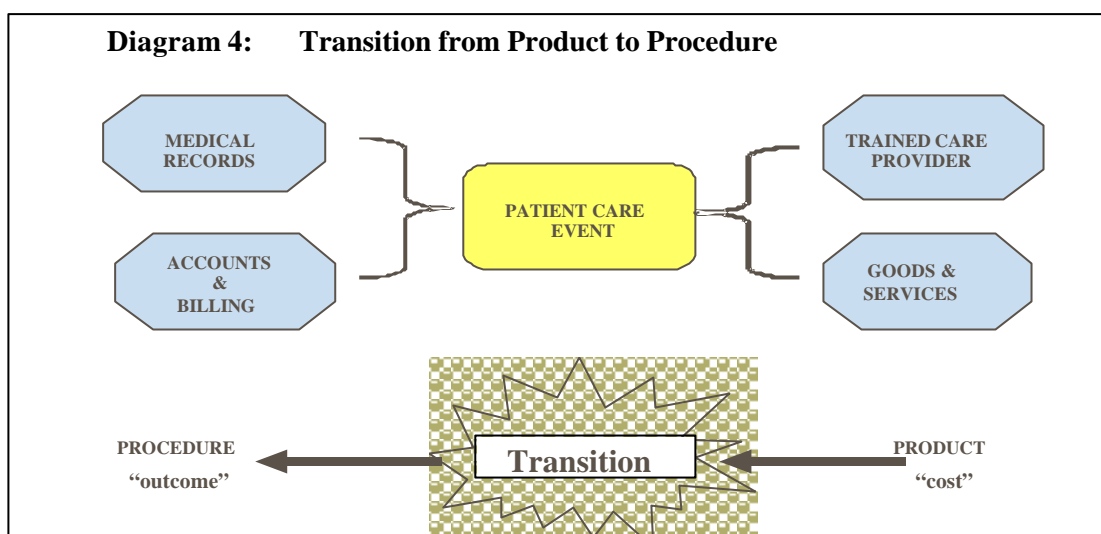 Diagram 4: Transition from Product to Procedure
MEDICAL
RECORDS
TRAINED CARE
PROVIDER
PATIENT CARE
EVENT
ACCOUNTS
&
BILLING
GOODS &
SERVICES
PROCEDURE
“outcome”
Transition
PRODUCT
“cost”